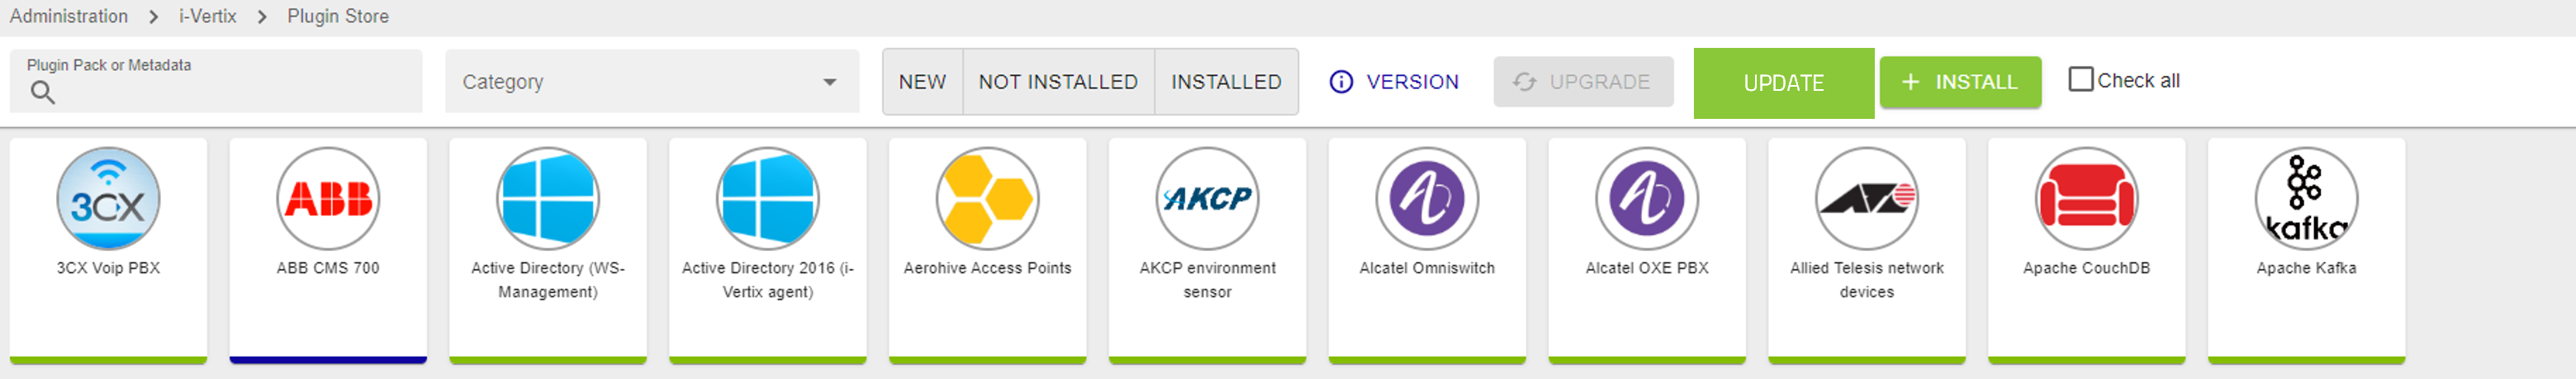 Administration > i-Vertix > Plugin Store
Plugin Pack or Metadata
Category
NEW
NOT INSTALLED
INSTALLED
VERSION
UPGRADE
UPDATE
+ INSTALL
Check all
3CX
3CX Voip PBX
ABB
ABB CMS 700
Active Directory (WS-
Management)
Active Directory 2016 (i-
Vertix agent)
Aerohive Access Points
AKCP
AKCP environment
sensor
Alcatel Omniswitch
Alcatel OXE PBX
Allied Telesis network
devices
Apache CouchDB
kafka
Apache Kafka